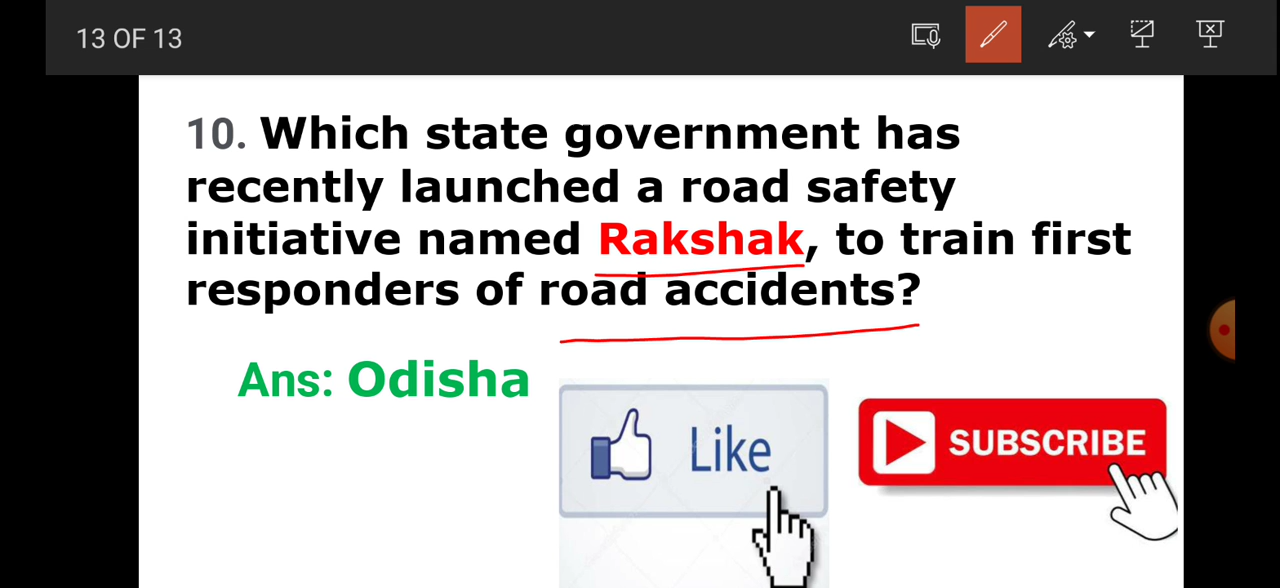 13 OF 13
10. Which state government has
recently launched a road safety
initiative named Rakshak, to train first
responders of road accidents?
Ans: Odisha
Like
SUBSCRIBE